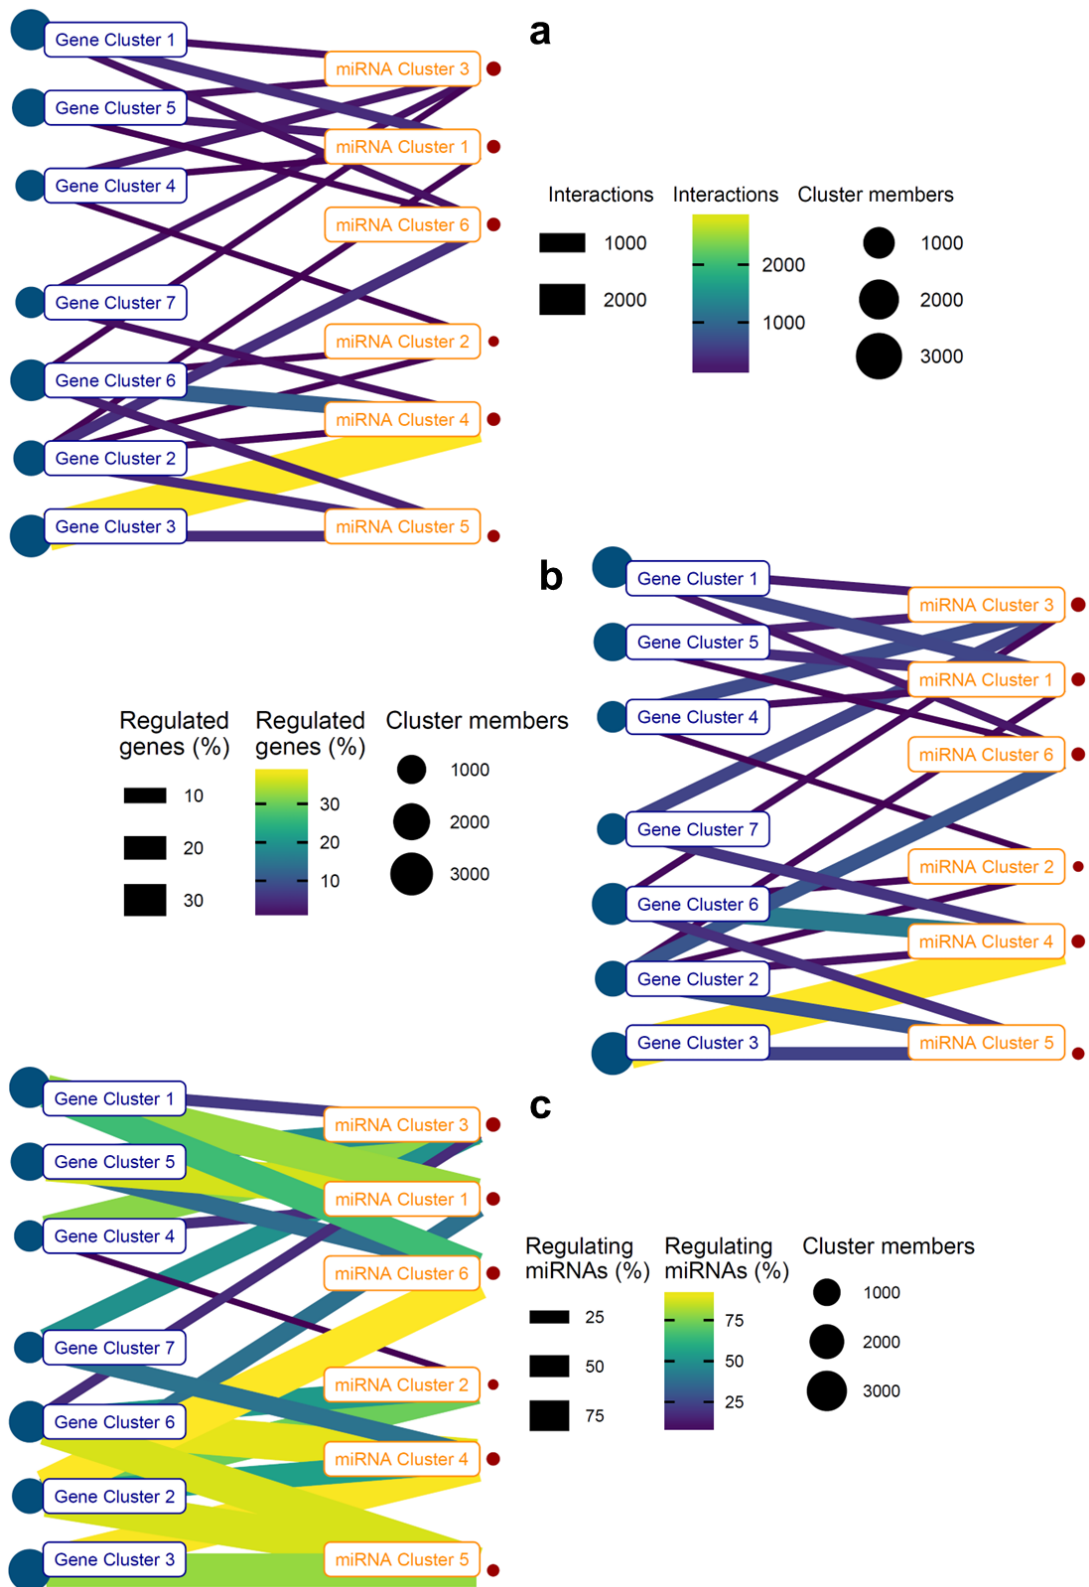 a
Gene Cluster 1
Gene Cluster 5
Gene Cluster 4
Gene Cluster 7
Gene Cluster 6
Gene Cluster 2
Gene Cluster 3
miRNA Cluster 3
miRNA Cluster 1
miRNA Cluster 6
miRNA Cluster 2
miRNA Cluster 4
miRNA Cluster 5
Interactions
1000
2000
Interactions
2000
1000
Cluster members
1000
2000
3000
b
Regulated
genes (%)
10
20
30
Regulated
genes (%)
30
20
10
Cluster members
1000
2000
3000
Gene Cluster 1
Gene Cluster 5
Gene Cluster 4
Gene Cluster 7
Gene Cluster 6
Gene Cluster 2
Gene Cluster 3
miRNA Cluster 3
miRNA Cluster 1
miRNA Cluster 6
miRNA Cluster 2
miRNA Cluster 4
miRNA Cluster 5
c
Gene Cluster 1
Gene Cluster 5
Gene Cluster 4
Gene Cluster 7
Gene Cluster 6
Gene Cluster 2
Gene Cluster 3
miRNA Cluster 3
miRNA Cluster 1
miRNA Cluster 6
miRNA Cluster 2
miRNA Cluster 4
miRNA Cluster 5
Regulating
miRNAs (%)
25
50
75
Regulating
miRNAs (%)
75
50
25
Cluster members
1000
2000
3000